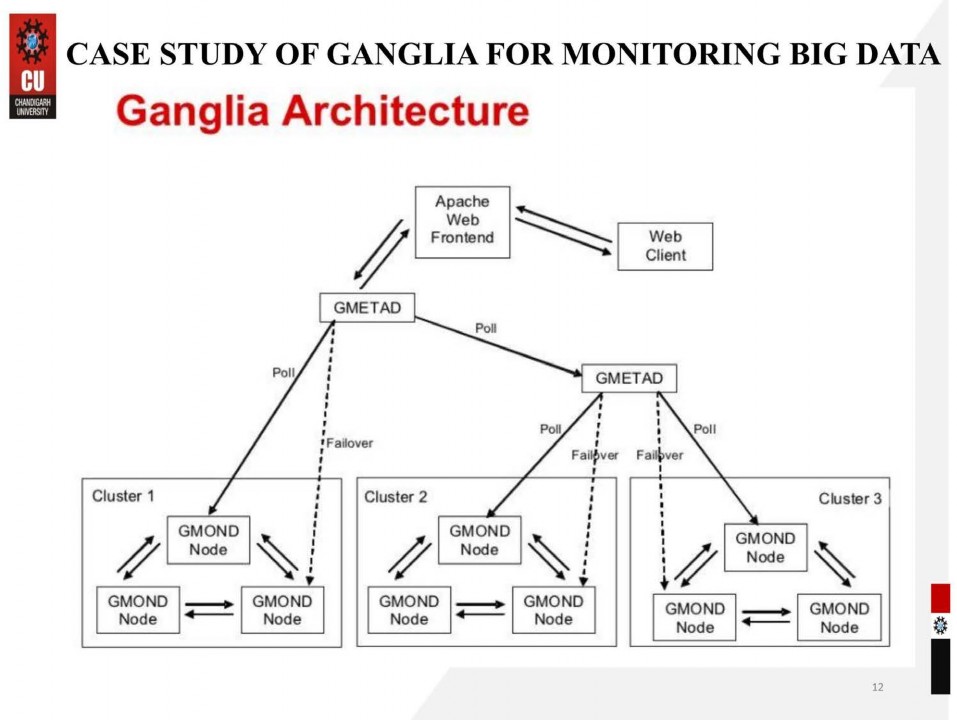 CU
CHANDIGARH
UNIVERSITY
CASE STUDY OF GANGLIA FOR MONITORING BIG DATA
Ganglia Architecture
Apache
Web
Frontend
Web
Client
GMETAD
Poll
GMETAD
Poll
Failover
Poll
Failover
Failover
Poll
Cluster 1
GMOND
Node
GMOND
Node
GMOND
Node
Cluster 2
GMOND
Node
GMOND
Node
GMOND
Node
Cluster 3
GMOND
Node
GMOND
Node
GMOND
Node
12